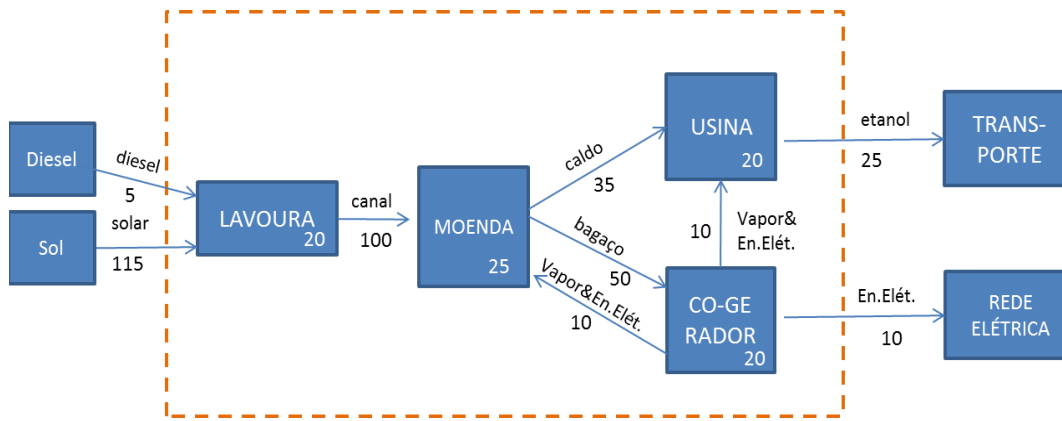 Diesel
diesel
5
Sol
solar
115
LAVOURA
20
canal
100
MOENDA
25
caldo
35
bagaço
50
Vapor&En.Elét.
10
USINA
20
10
Vapor&
En.Elét.
CO-GE
RADOR
20
etanol
25
TRANS-
PORTE
En.Elét.
10
REDE
ELÉTRICA